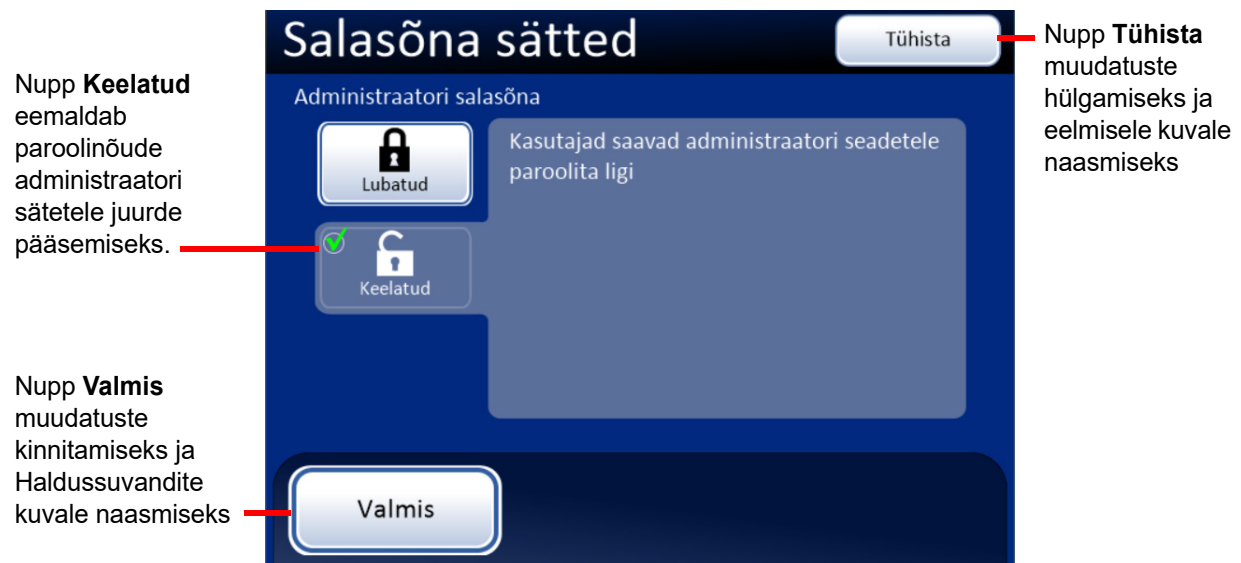 Salasõna sätted
Tühista
Administraatori salasõna
Lubatud
Kasutajad saavad administraatori seadetele
paroolita ligi
Keelatud
Valmis
Nupp Keelatud
eemaldab
paroolinõude
administraatori
sätetele juurde
pääsemiseks.
Nupp Valmis
muudatuste
kinnitamiseks ja
Haldussuvandite
kuvale naasmiseks
Nupp Tühista
muudatuste
hülgamiseks ja
eelmisele kuvale
naasmiseks